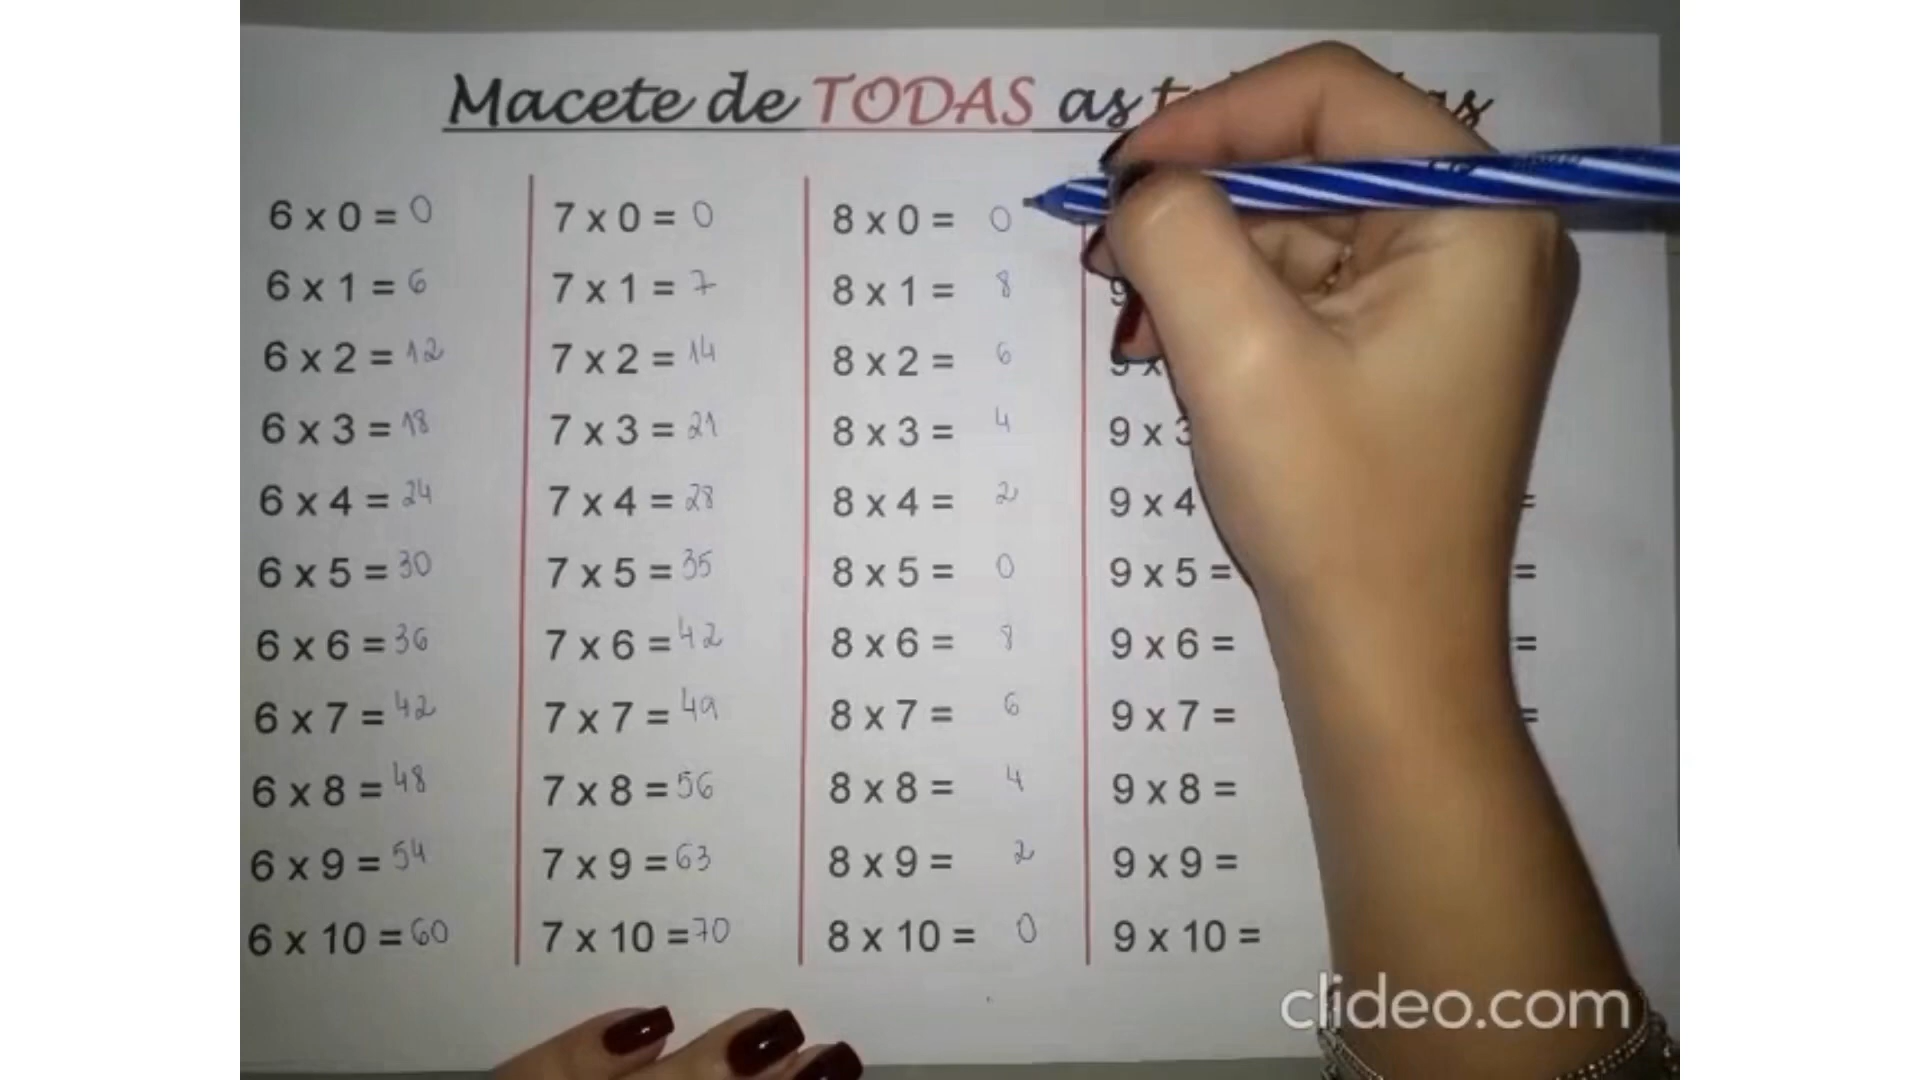 Macete de TODAS as
6 x 0 = 0
6 x 1 = 6
6 x 2 = 12
6 x 3 = 18
6 x 4 = 24
6 x 5 = 30
6 x 6 = 36
6 x 7 = 42
6 x 8 = 48
6 x 9 = 54
6 x 10 = 60
7 x 0 = 0
7 x 1 = 7
7 x 2 = 14
7 x 3 = 21
7 x 4 = 28
7 x 5 = 35
7 x 6 = 42
7 x 7 = 49
7 x 8 = 56
7 x 9 = 63
7 x 10 = 70
8 x 0 = 0
8 x 1 = 8
8 x 2 = 6
8 x 3 = 4
8 x 4 = 2
8 x 5 = 0
8 x 6 = 8
8 x 7 = 6
8 x 8 = 4
8 x 9 = 2
8 x 10 = 0
9 x 3
9 x 4
9 x 5 =
9 x 6 =
9 x 7 =
9 x 8 =
9 x 9 =
9 x 10 =
=
=
=
=
clideo.com